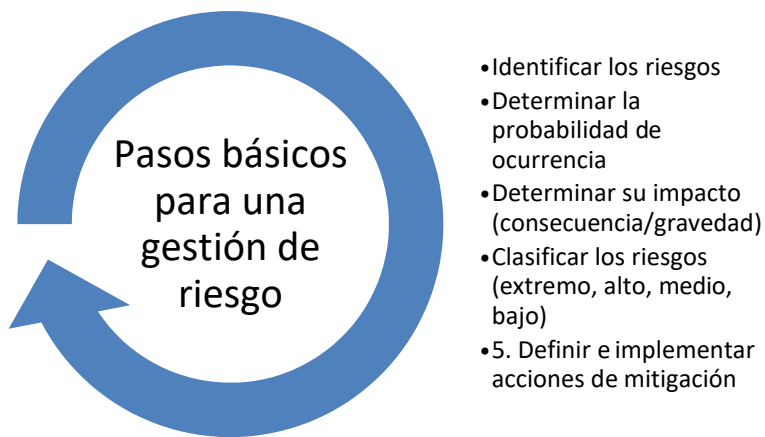 Pasos básicos
para una
gestión de
riesgo
•Identificar los riesgos
•Determinar la
probabilidad de
ocurrencia
•Determinar su impacto
(consecuencia/gravedad)
•Clasificar los riesgos
(extremo, alto, medio,
bajo)
•5. Definir e implementar
acciones de mitigación